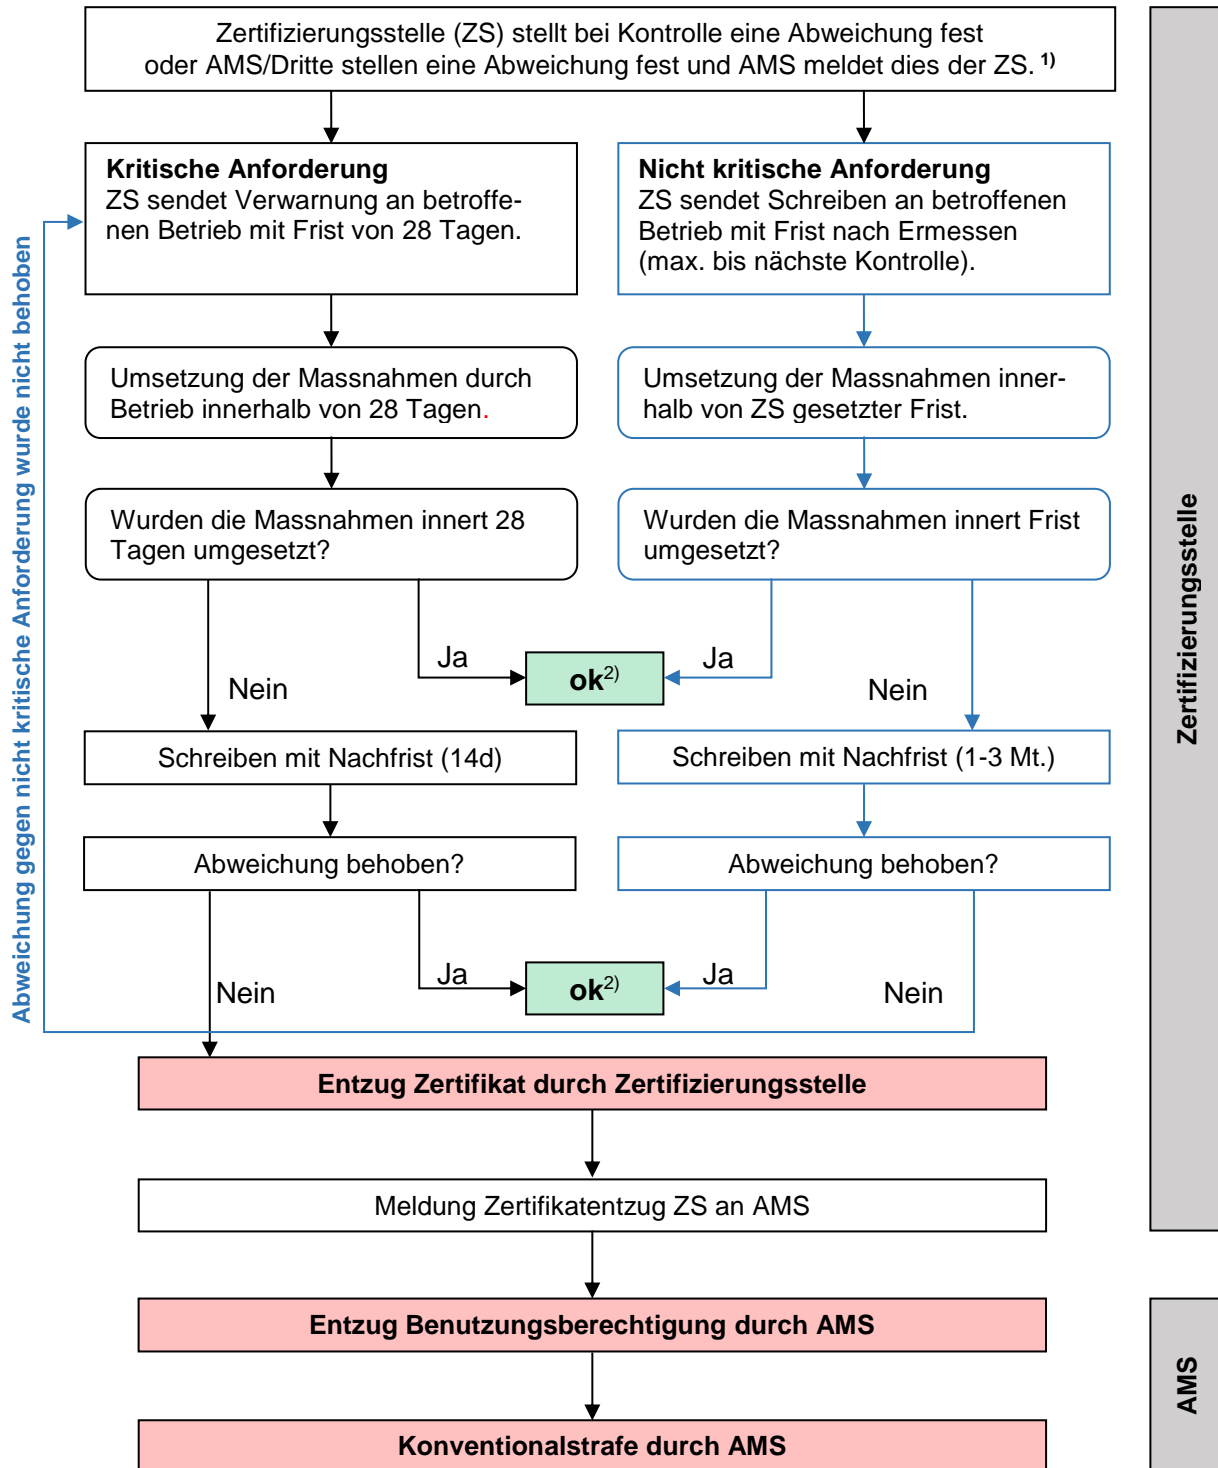 Zertifizierungsstelle (ZS) stellt bei Kontrolle eine Abweichung fest
oder AMS/Dritte stellen eine Abweichung fest und AMS meldet dies der ZS. 1)
Kritische Anforderung
ZS sendet Verwarnung an betroffe-
nen Betrieb mit Frist von 28 Tagen.
Nicht kritische Anforderung
ZS sendet Schreiben an betroffenen
Betrieb mit Frist nach Ermessen
(max. bis nächste Kontrolle).
Umsetzung der Massnahmen durch
Betrieb innerhalb von 28 Tagen.
Umsetzung der Massnahmen inner-
halb von ZS gesetzter Frist.
Wurden die Massnahmen innert 28
Tagen umgesetzt?
Wurden die Massnahmen innert Frist
umgesetzt?
Ja
ok2)
Ja
Nein
Nein
Schreiben mit Nachfrist (14d)
Schreiben mit Nachfrist (1-3 Mt.)
Abweichung behoben?
Abweichung behoben?
Ja
ok2)
Ja
Nein
Nein
Abweichung gegen nicht kritische Anforderung wurde nicht behoben
Entzug Zertifikat durch Zertifizierungsstelle
Meldung Zertifikatentzug ZS an AMS
Zertifizierungsstelle
Entzug Benutzungsberechtigung durch AMS
Konventionalstrafe durch AMS
AMS